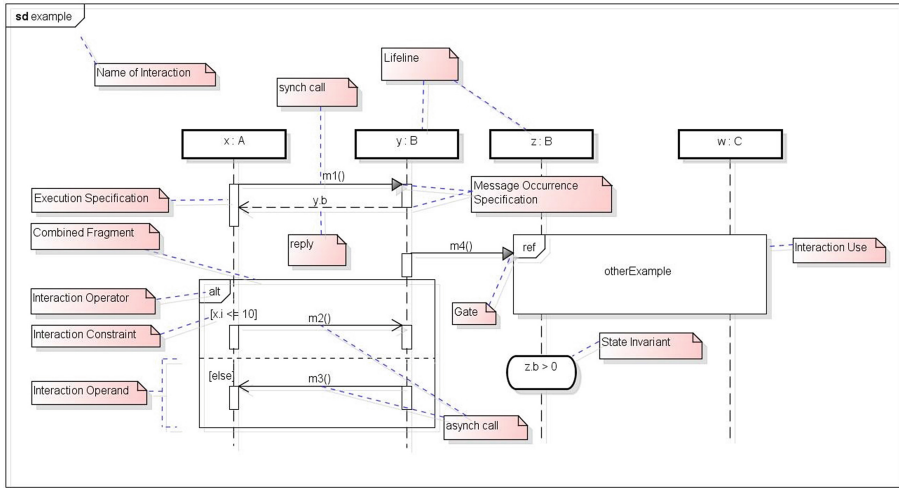 sd example
Name of Interaction
synch call
Lifeline
x : A
y : B
z : B
w : C
m1()
y.b
Execution Specification
Message Occurrence
Specification
Combined Fragment
reply
m4()
ref
otherExample
Interaction Use
Interaction Operator
alt
Gate
[x.i <= 10]
Interaction Constraint
m2()
State Invariant
z.b > 0
[else]
m3()
Interaction Operand
asynch call